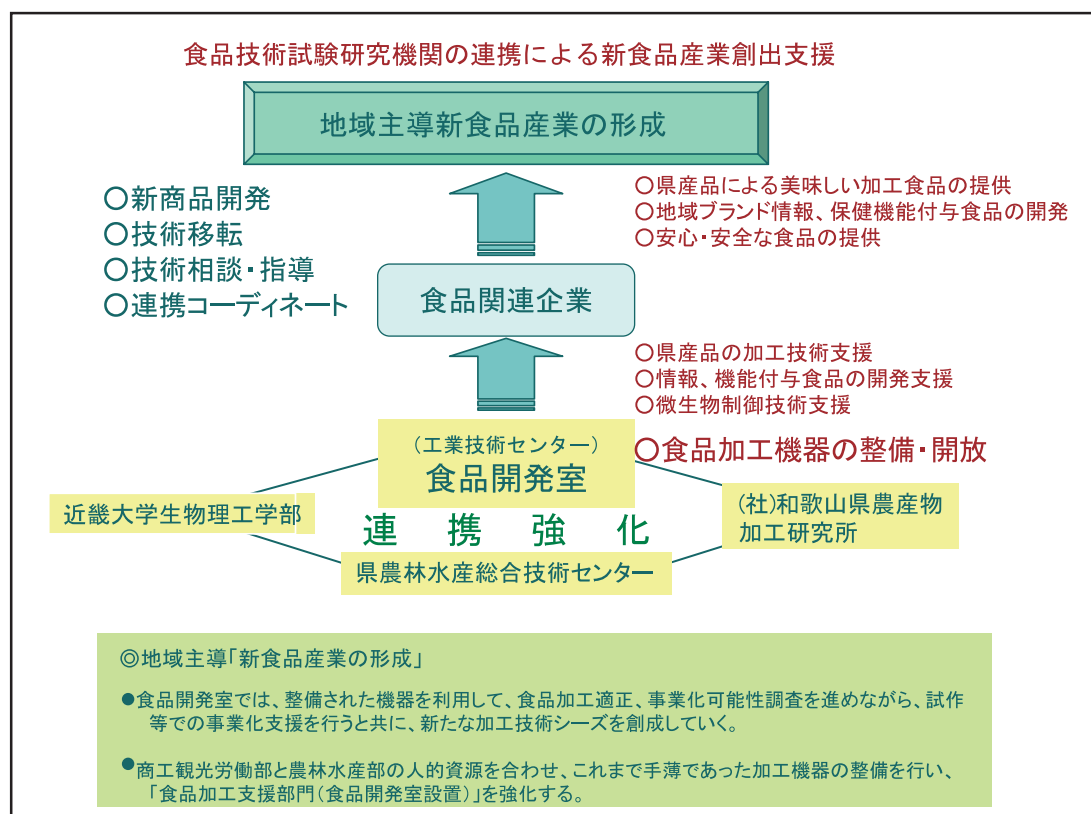 食品技術試験研究機関の連携による新食品産業創出支援
地域主導新食品産業の形成
○新商品開発
○技術移転
○技術相談・指導
○連携コーディネート
○県産品による美味しい加工食品の提供
○地域ブランド情報、保健機能付与食品の開発
○安心・安全な食品の提供
食品関連企業
○県産品の加工技術支援
○情報、機能付与食品の開発支援
○微生物制御技術支援
○食品加工機器の整備・開放
（工業技術センター）
食品開発室
近畿大学生物理工学部
(社)和歌山県農産物
加工研究所
連携強化
県農林水産総合技術センター
◎地域主導「新食品産業の形成」
●食品開発室では、整備された機器を利用して、食品加工適正、事業化可能性調査を進めながら、試作
等での事業化支援を行うと共に、新たな加工技術シーズを創成していく。
●商工観光労働部と農林水産部の人的資源を合わせ、これまで手薄であった加工機器の整備を行い、
「食品加工支援部門（食品開発室設置）」を強化する。